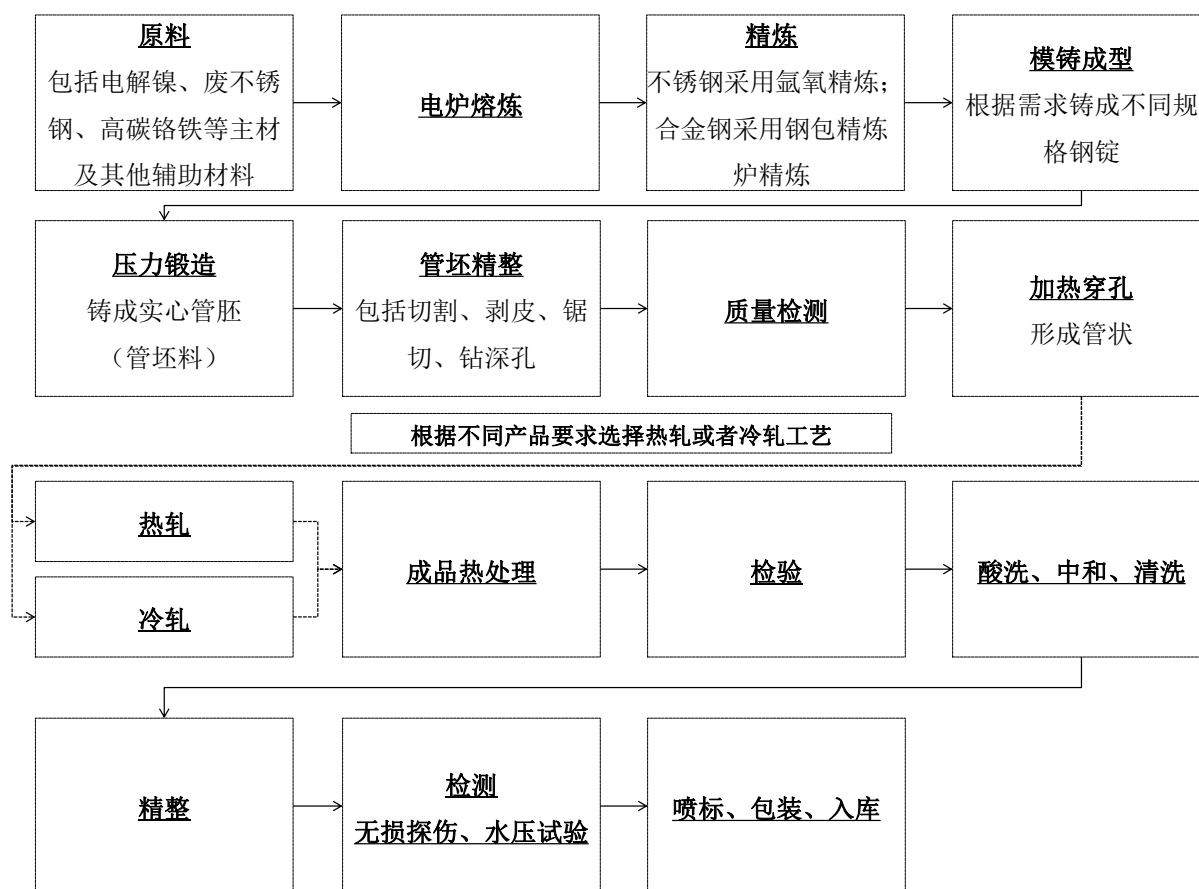 原料
包括电解镍、废不锈
钢、高碳铬铁等主材
及其他辅助材料
电炉熔炼
精炼
不锈钢采用氩氧精炼；
合金钢采用钢包精炼
炉精炼
模铸成型
根据需求铸成不同规
格钢锭
压力锻造
铸成实心管胚
（管坯料）
管坯精整
包括切割、剥皮、锯
切、钻深孔
质量检测
加热穿孔
形成管状
根据不同产品要求选择热轧或者冷轧工艺
热轧
冷轧
成品热处理
检验
酸洗、中和、清洗
精整
检测
无损探伤、水压试验
喷标、包装、入库